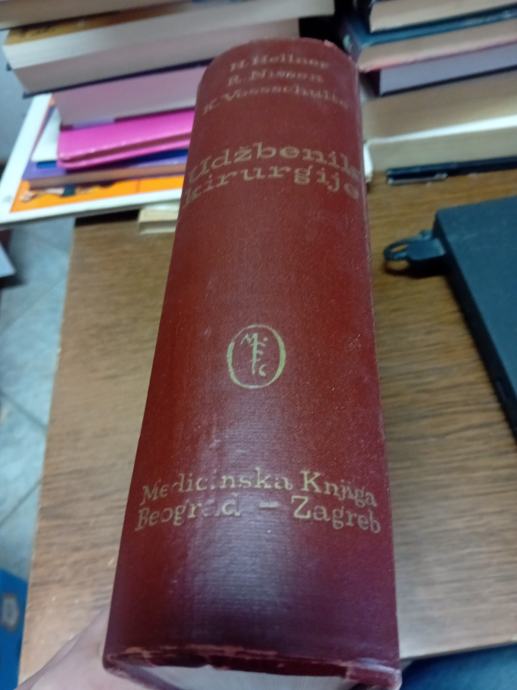 H. Hellner
R. Nissen
K. Vossschulte
Udžbenik
kirurgije
Medicinska Knjiga
Beograd - Zagreb